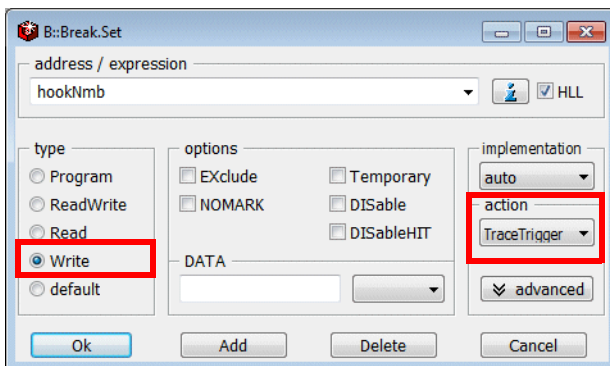 B::Break.Set
address / expression
hookNmb
i HLL
type
Program
ReadWrite
Read
Write
default
options
EXclude Temporary
NOMARK DISable
DISableHIT
DATA
implementation
auto
action
TraceTrigger
advanced
Ok Add Delete Cancel